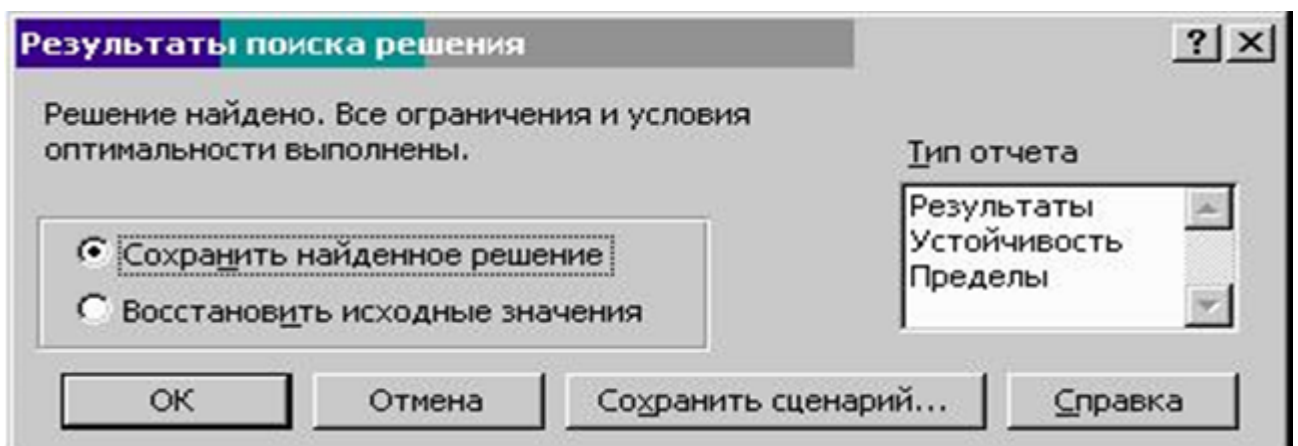 Результаты поиска решения
Решение найдено. Все ограничения и условия
оптимальности выполнены.
Тип отчета
Результаты
Устойчивость
Пределы
Сохранить найденное решение
Восстановить исходные значения
ОК
Отмена
Сохранить сценарий...
Справка